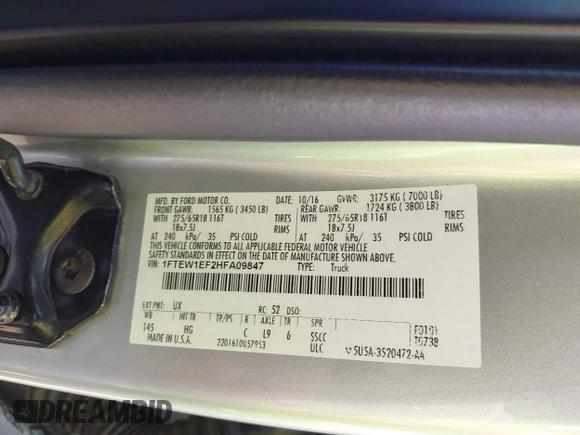 MFD. BY FORD MOTOR CO. 10/16 GVWR: 3175 KG ( 7000 LB)
FRONT GAWR: 1565 KG ( 3450 LB) REAR GAWR: 1724 KG ( 3800 LB)
WITH 275/65R18 116T WITH 275/65R18 116T
TIRES TIRES
18x7.5J RIMS 18x7.5J RIMS
AT 240 kPa/ 35 PSI COLD AT 240 kPa/ 35 PSI COLD
THIS VEHICLE CONFORMS TO ALL APPLICABLE FEDERAL MOTOR VEHICLE
SAFETY STANDARDS IN EFFECT ON THE DATE OF MANUFACTURE SHOWN ABOVE.
VIN: 1FTEW1EF2HFA09847 TYPE: Truck
EXT PNT: UX RC: 52 DSO:
WB INT TR TP/PS R AXLE TR SPR
145 HG C L9 6 SSCC
MADE IN U.S.A. 2201610057953 ULC 5U5A-3520472-AA
DREAMBID